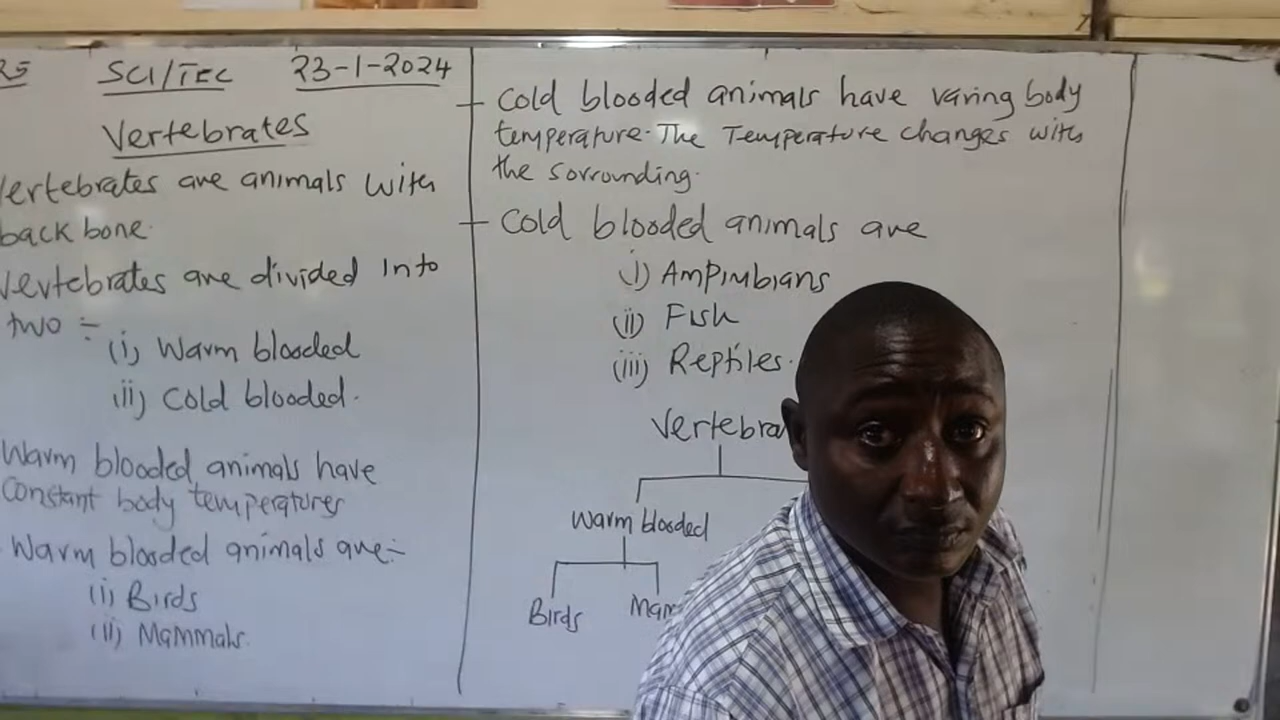 R5 SCI/TEC 23-1-2024
Vertebrates
Vertebrates are animals with
back bone.
Vertebrates are divided into
two :-
(i) Warm blooded
ii) Cold blooded.
Warm blooded animals have
Constant body temperatures
- Warm blooded animals are:-
(i) Birds
(ii) Mammals.
- Cold blooded animals have varing body
temperature. The Temperature changes with
the sorrounding.
- Cold blooded animals are
i) Ampimbians
(ii) Fish
(iii) Reptiles.
Vertebra
Warm blooded
Birds Mam